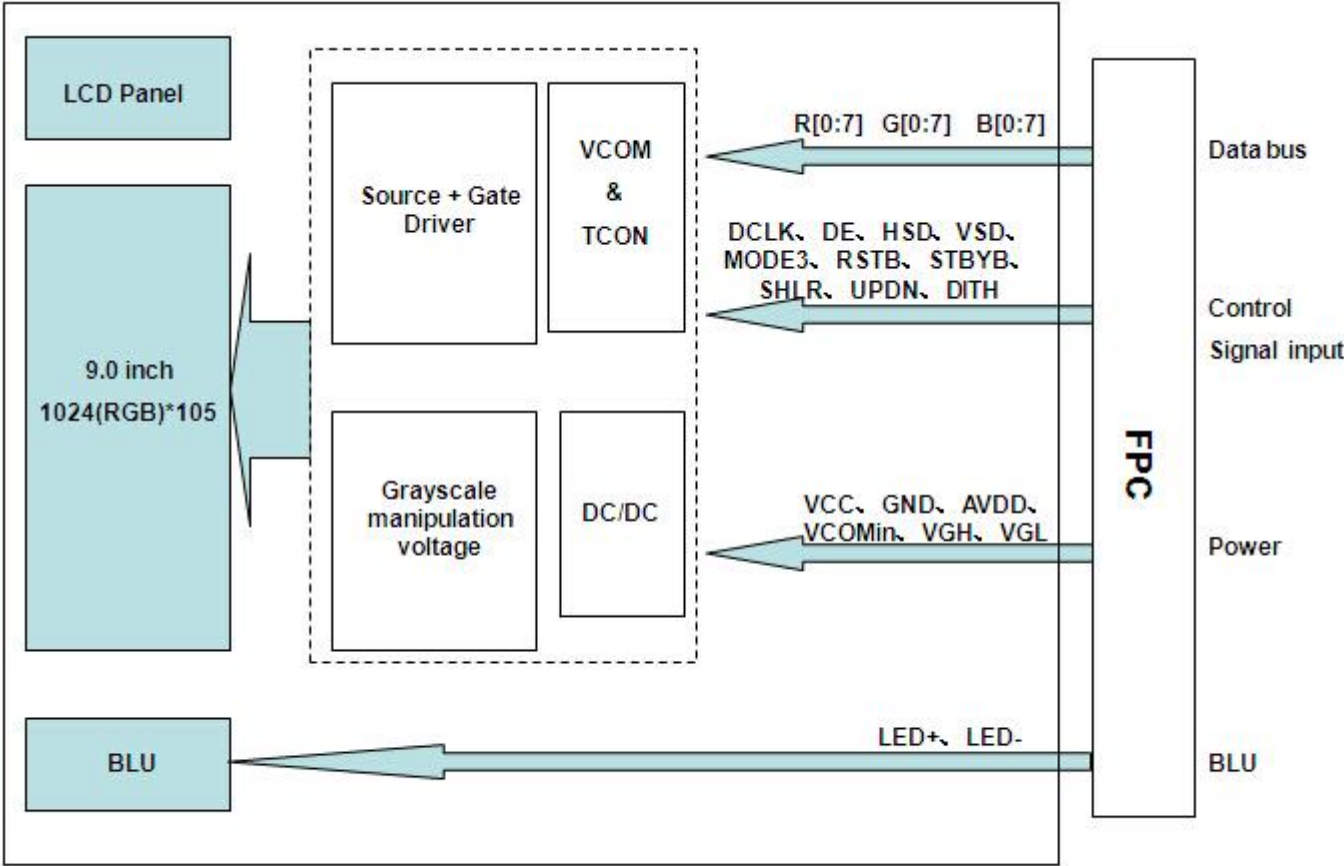 LCD Panel
9.0 inch
1024(RGB)*105
BLU
Source + Gate
Driver
VCOM
&
TCON
Grayscale
manipulation
voltage
DC/DC
R[0:7] G[0:7] B[0:7]
DCLK、DE、HSD、VSD、
MODE3、RSTB、STBYB、
SHLR、UPDN、DITH
VCC、GND、AVDD、
VCOMin、VGH、VGL
LED+、LED-
FPC
Data bus
Control
Signal input
Power
BLU